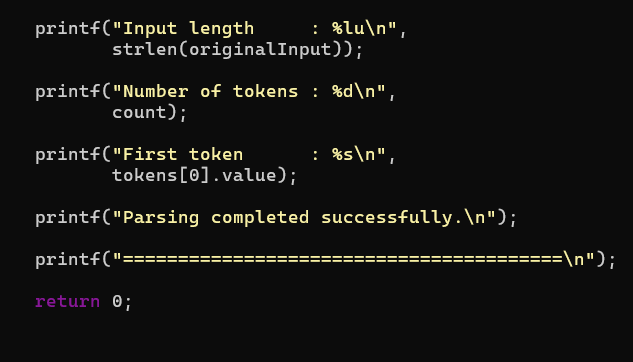 printf("Input length     : %lu\n",
       strlen(originalInput));
printf("Number of tokens : %d\n",
       count);
printf("First token      : %s\n",
       tokens[0].value);
printf("Parsing completed successfully.\n");
printf("========================================\n");
return 0;